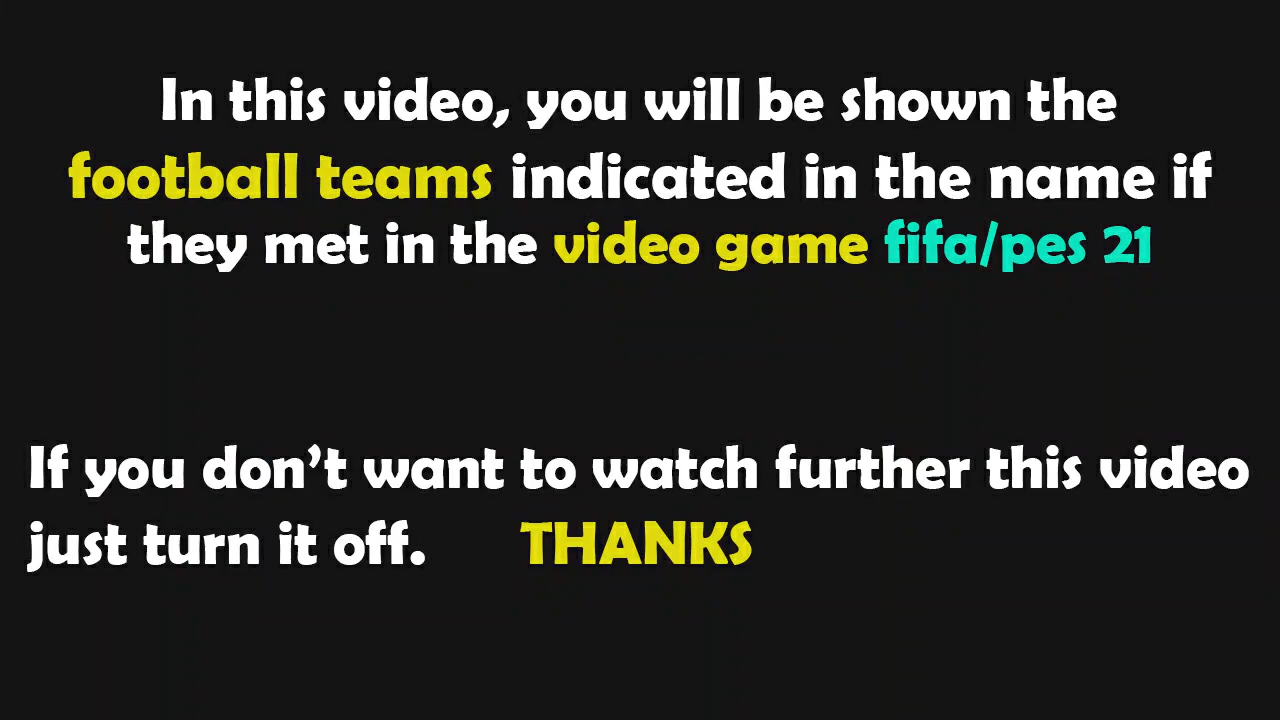 In this video, you will be shown the
football teams indicated in the name if
they met in the video game fifa/pes 21
If you don't want to watch further this video
just turn it off. THANKS